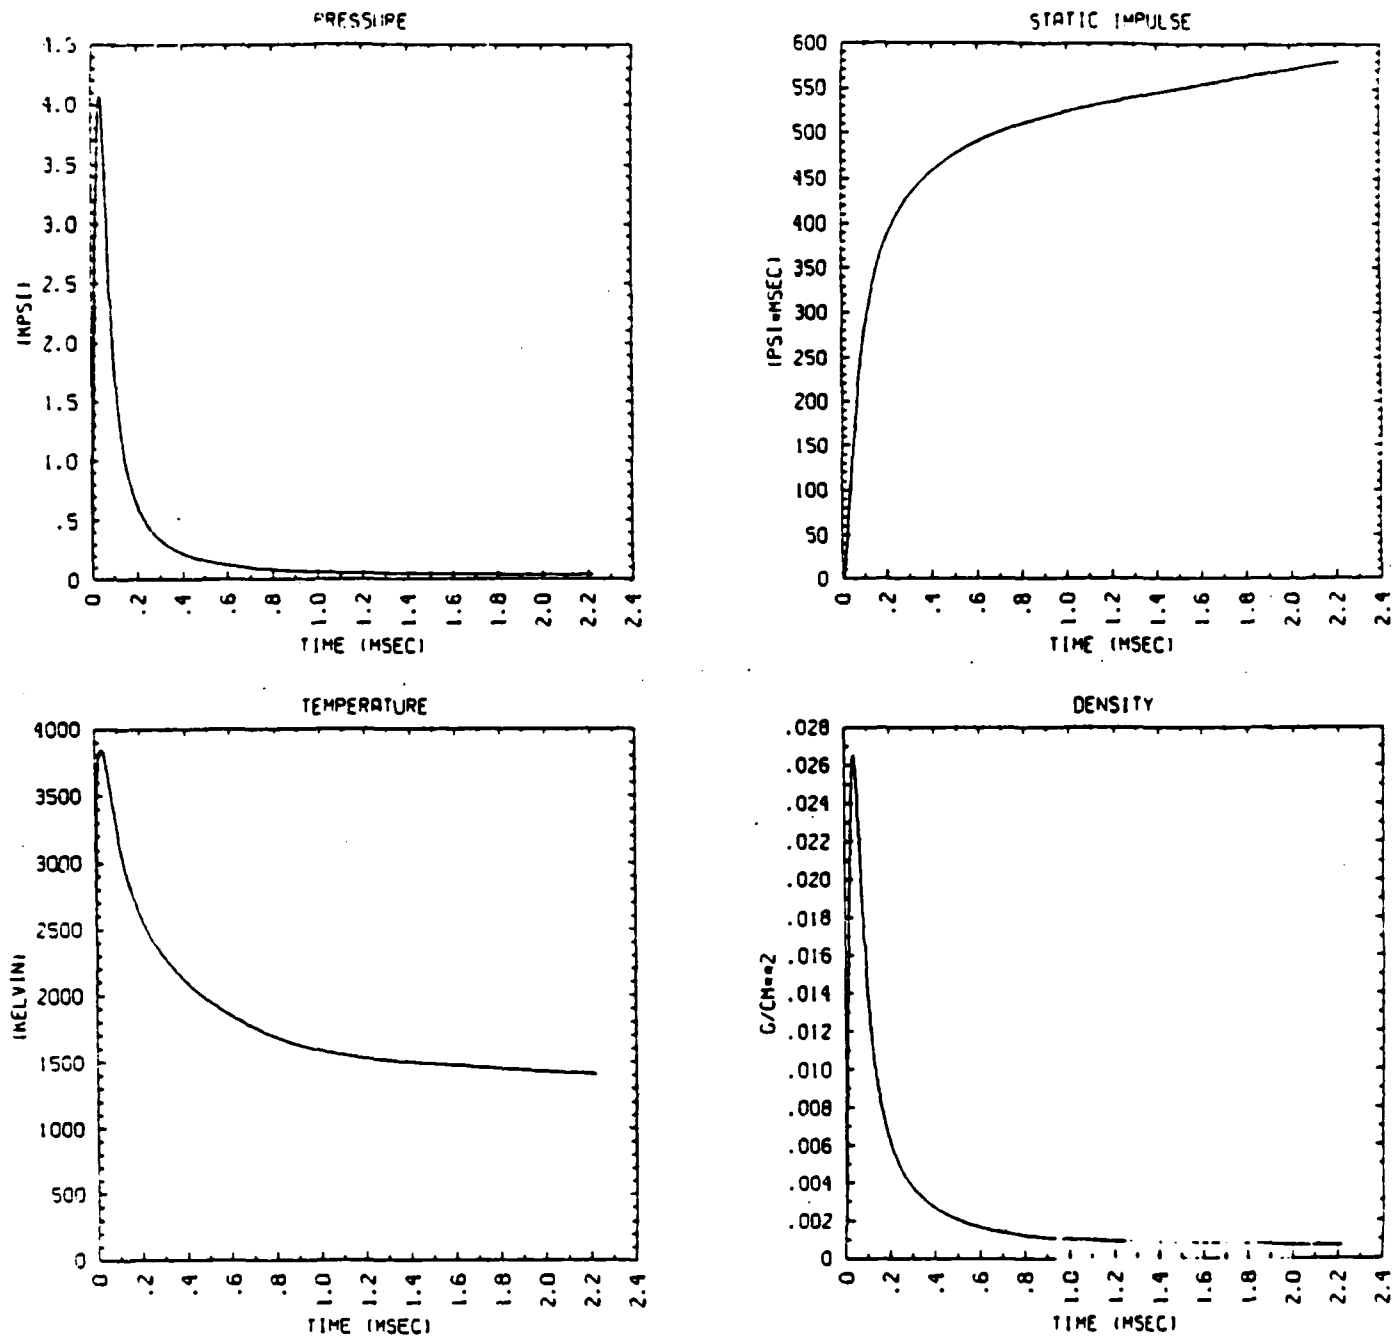 PRESSURE
4.5
4.0
3.5
3.0
2.5
2.0
1.5
1.0
.5
0
(KPSI)
0 .2 .4 .6 .8 1.0 1.2 1.4 1.6 1.8 2.0 2.2 2.4
TIME (MSEC)
STATIC IMPULSE
600
550
500
450
400
350
300
250
200
150
100
50
0
(PSI*MSEC)
0 .2 .4 .6 .8 1.0 1.2 1.4 1.6 1.8 2.0 2.2 2.4
TIME (MSEC)
TEMPERATURE
4000
3500
3000
2500
2000
1500
1000
500
0
(KELVIN)
0 .2 .4 .6 .8 1.0 1.2 1.4 1.6 1.8 2.0 2.2 2.4
TIME (MSEC)
DENSITY
.028
.026
.024
.022
.020
.018
.016
.014
.012
.010
.008
.006
.004
.002
0
G/CM**2
0 .2 .4 .6 .8 1.0 1.2 1.4 1.6 1.8 2.0 2.2 2.4
TIME (MSEC)